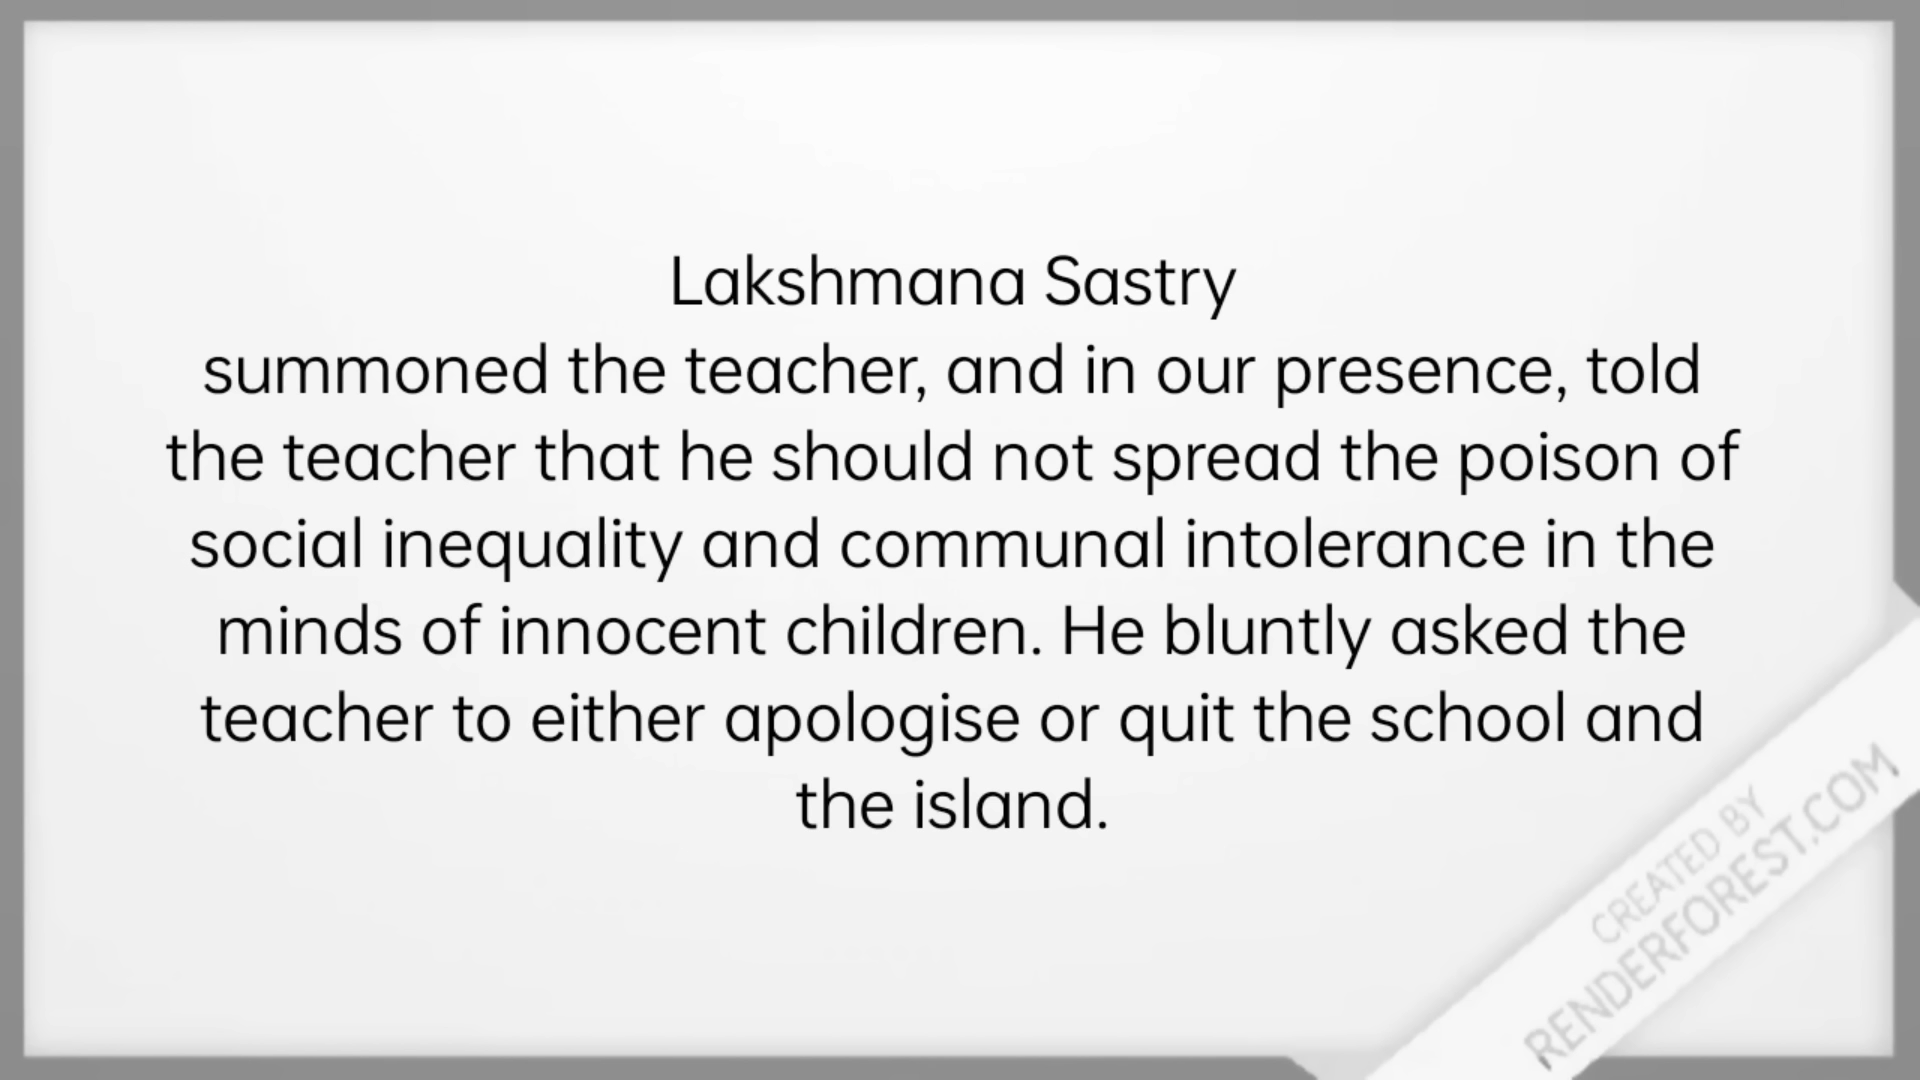 Lakshmana Sastry
summoned the teacher, and in our presence, told
the teacher that he should not spread the poison of
social inequality and communal intolerance in the
minds of innocent children. He bluntly asked the
teacher to either apologise or quit the school and
the island.
CREATED BY
RENDERFOREST.COM